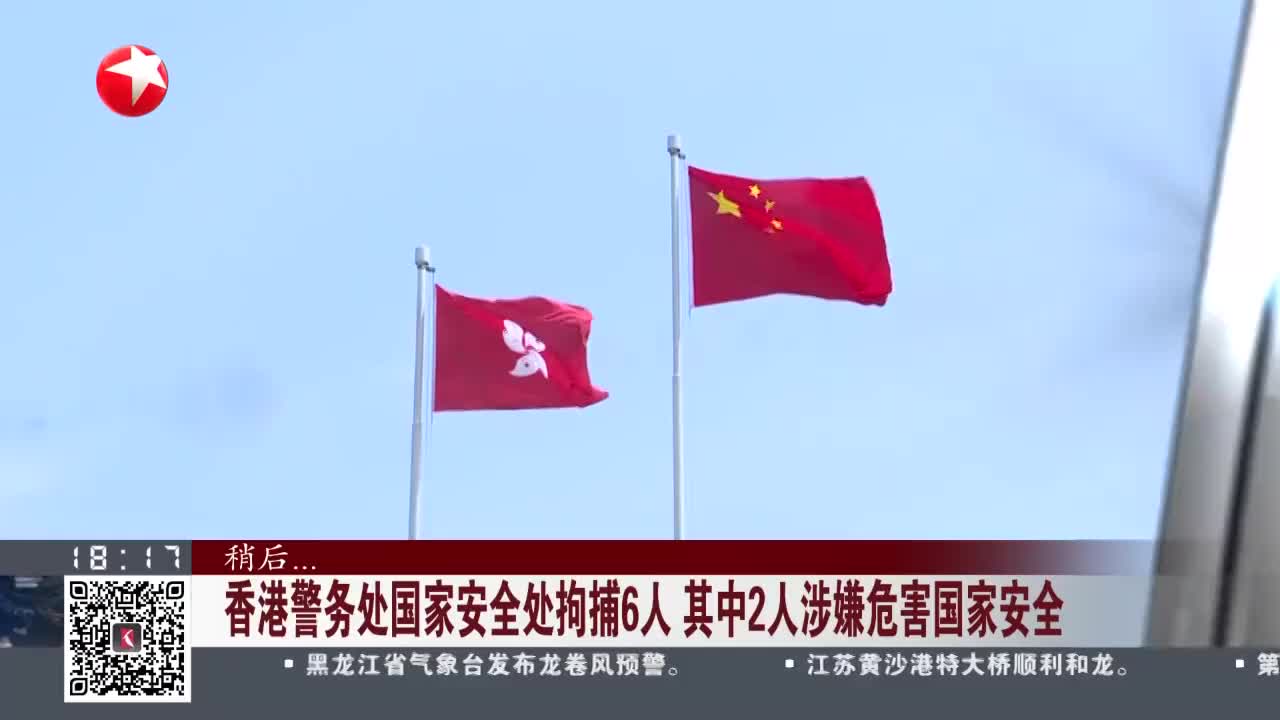 18:17
稍后...
香港警务处国家安全处拘捕6人 其中2人涉嫌危害国家安全
▪ 黑龙江省气象台发布龙卷风预警。 ▪ 江苏黄沙港特大桥顺利和龙。 ▪ 第